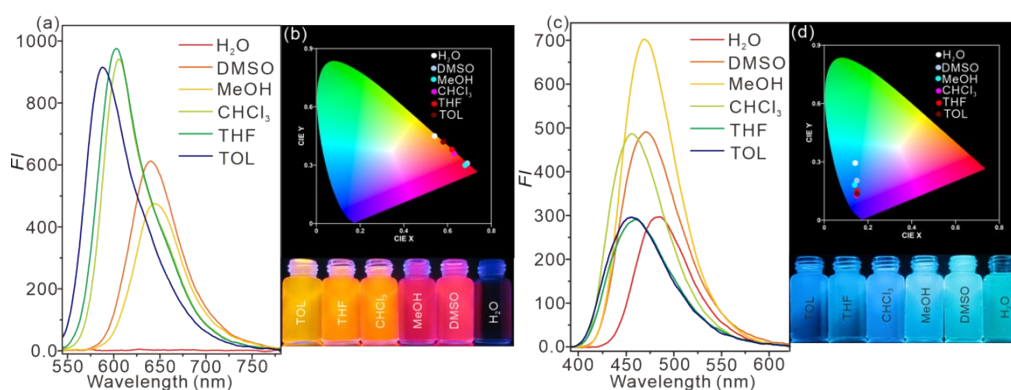 (a)
1000
800
600
400
200
0.0
FI
550 600 650 700 750
Wavelength (nm)
H₂O
DMSO
MeOH
CHCl₃
THF
TOL
(b)
0.9
0.6
0.3
0
0 0.2 0.4 0.6 0.8
CIE Y
CIE X
H₂O
DMSO
MeOH
CHCl₃
THF
TOL
TOL THF CHCl₃ MeOH DMSO H₂O
(c)
700
600
500
400
300
200
100
0.0
FI
400 450 500 550 600
Wavelength (nm)
H₂O
DMSO
MeOH
CHCl₃
THF
TOL
(d)
0.9
0.6
0.3
0
0 0.2 0.4 0.6 0.8
CIE Y
CIE X
H₂O
DMSO
MeOH
CHCl₃
THF
TOL
TOL THF CHCl₃ MeOH DMSO H₂O